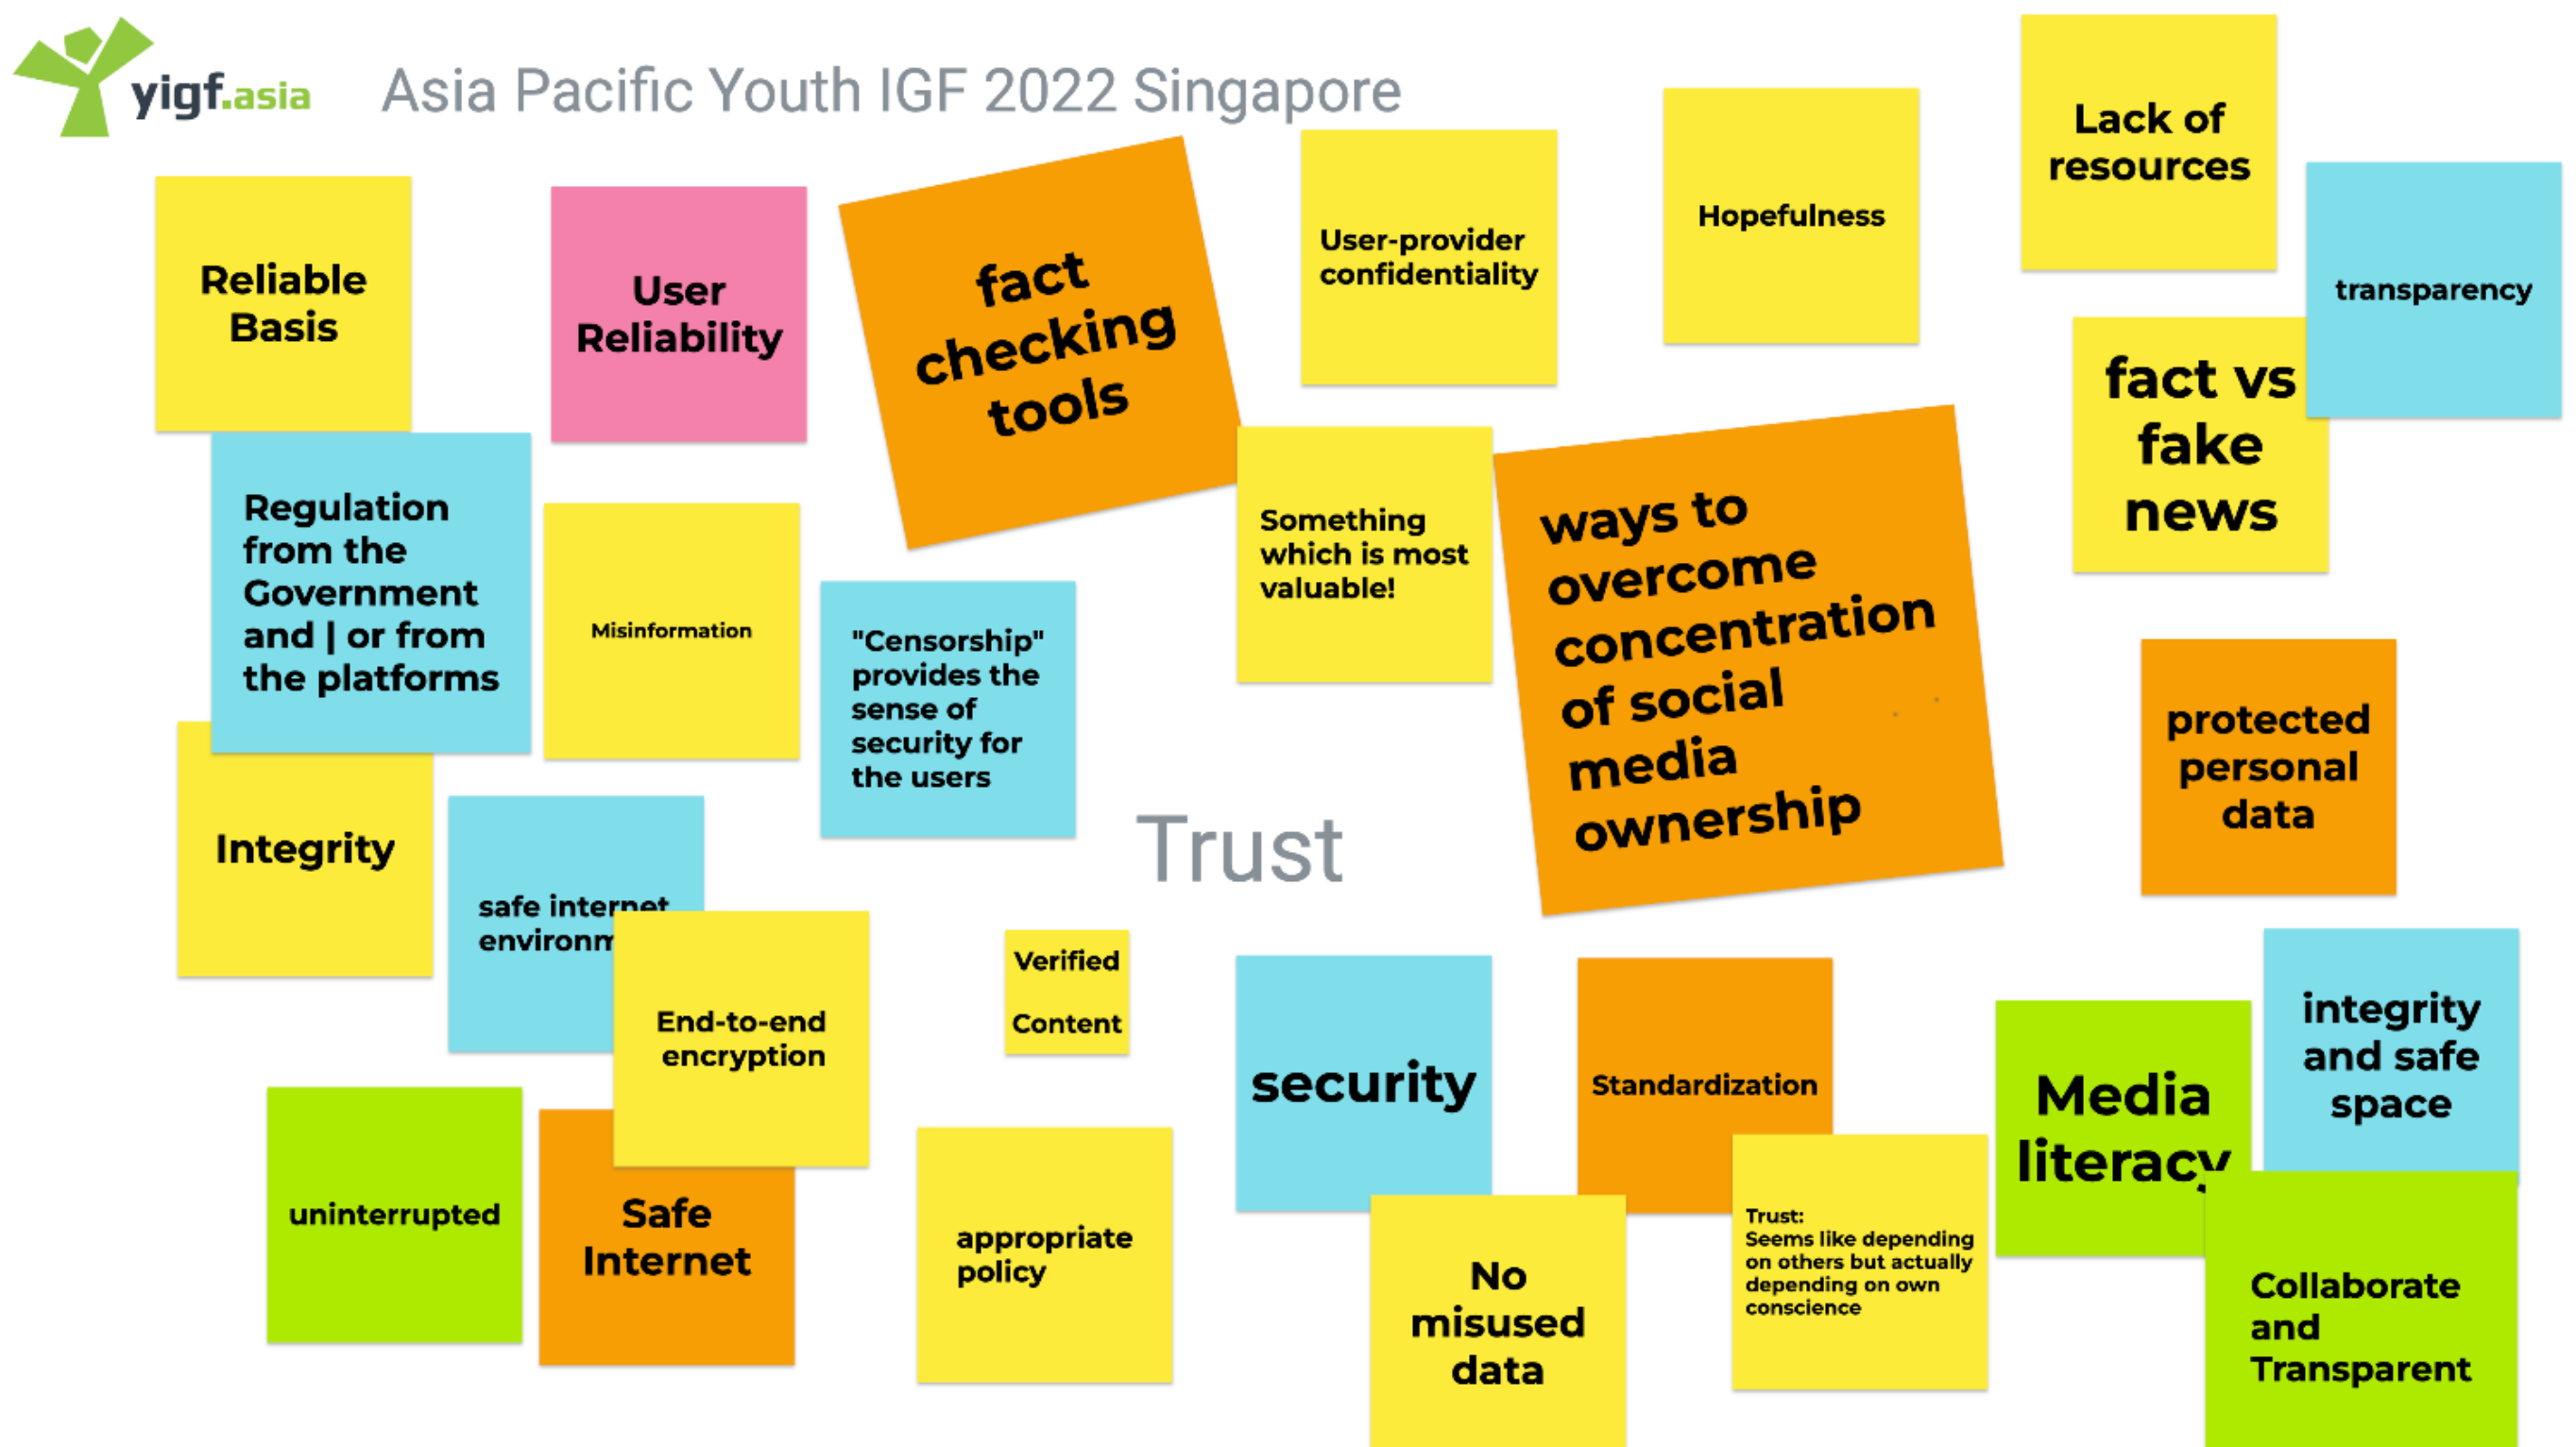 yigf.asia
Asia Pacific Youth IGF 2022 Singapore
Reliable
Basis
User
Reliability
fact
checking
tools
User-provider
confidentiality
Hopefulness
Lack of
resources
transparency
fact vs
fake
news
Regulation
from the
Government
and | or from
the platforms
Misinformation
"Censorship"
provides the
sense of
security for
the users
Something
which is most
valuable!
ways to
overcome
concentration
of social
media
ownership
protected
personal
data
Integrity
safe internet
environm
End-to-end
encryption
Trust
Verified
Content
security
Standardization
Media
literacy
integrity
and safe
space
uninterrupted
Safe
Internet
appropriate
policy
No
misused
data
Trust:
Seems like depending
on others but actually
depending on own
conscience
Collaborate
and
Transparent